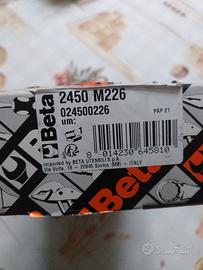 Beta
2450 M226
024500226
um:
PAP 21
8 014230 645810
Imported by BETA UTENSILI S.p.A.
Via Volta, 18 - 20845 Sovico (MB) - ITALY
Beta
Subito